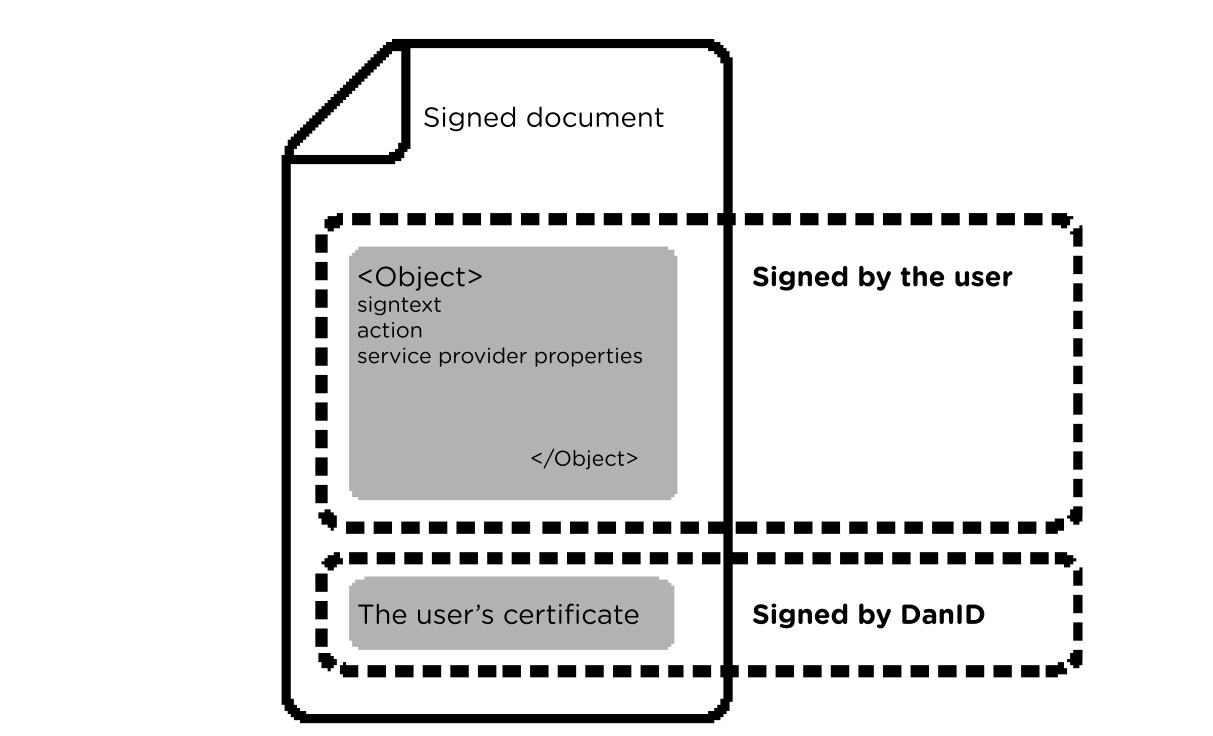 Signed document
<Object>
Signed by the user
signtext
action
service provider properties
</Object>
The user’s certificate
Signed by DanID